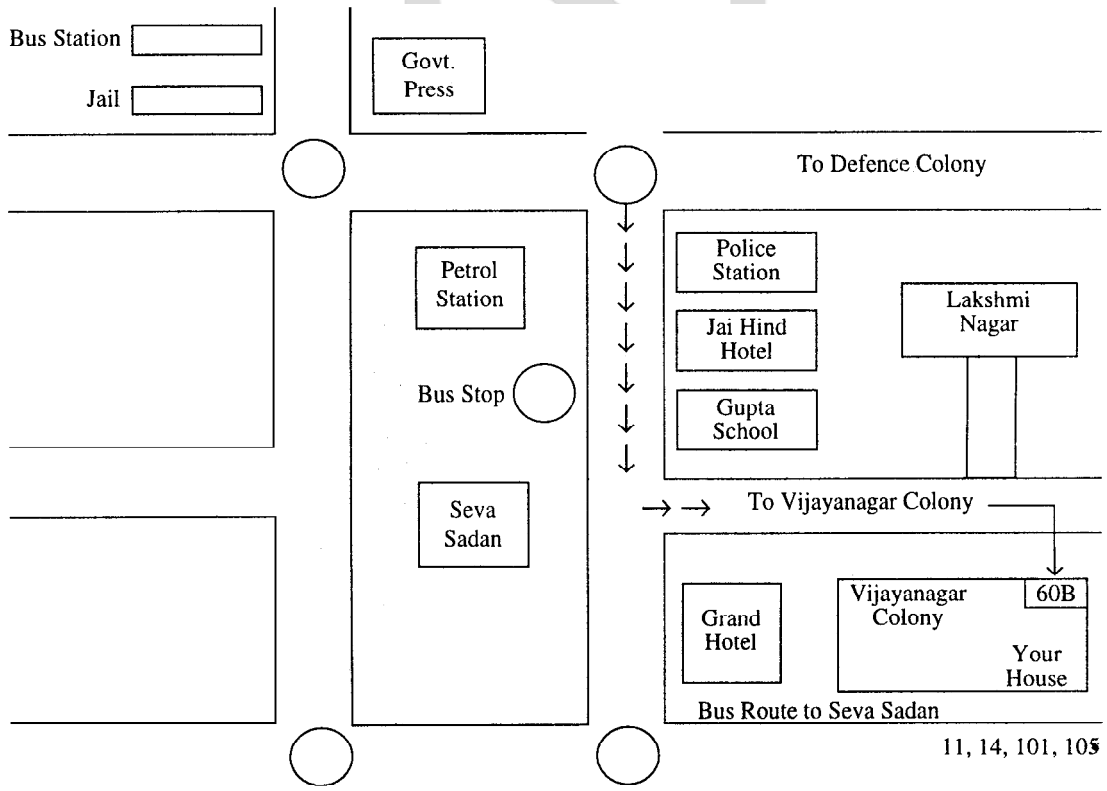 Bus Station
Jail
Govt.
Press
To Defence Colony
Petrol
Station
Police
Station
Lakshmi
Nagar
Jai Hind
Hotel
Bus Stop
Gupta
School
Seva
Sadan
To Vijayanagar Colony
Grand
Hotel
Vijayanagar
Colony
60B
Your
House
Bus Route to Seva Sadan
11, 14, 101, 105